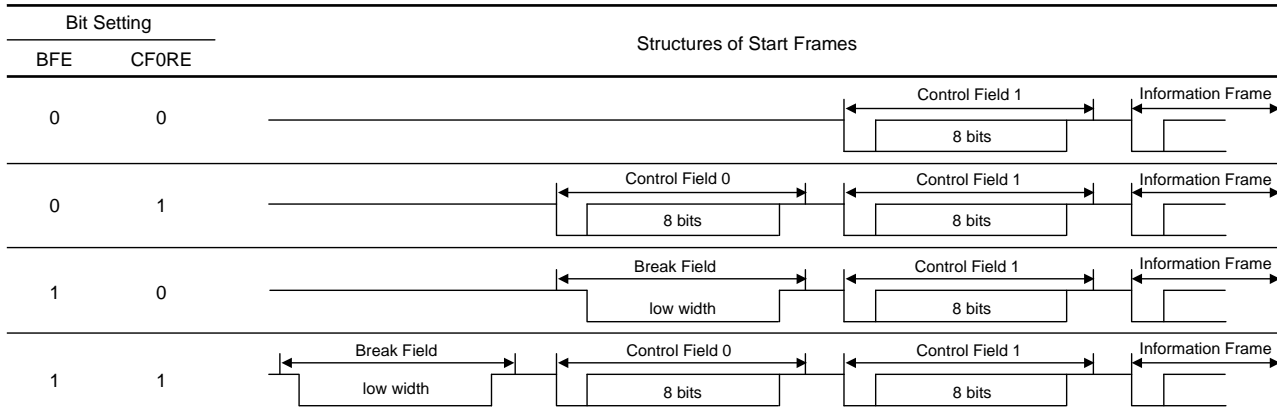 Bit Setting
Structures of Start Frames
BFE CF0RE
Control Field 1 Information Frame
0 0
8 bits
Control Field 0 Control Field 1 Information Frame
0 1
8 bits 8 bits
Break Field Control Field 1 Information Frame
1 0
low width 8 bits
Break Field Control Field 0 Control Field 1 Information Frame
1 1
low width 8 bits 8 bits